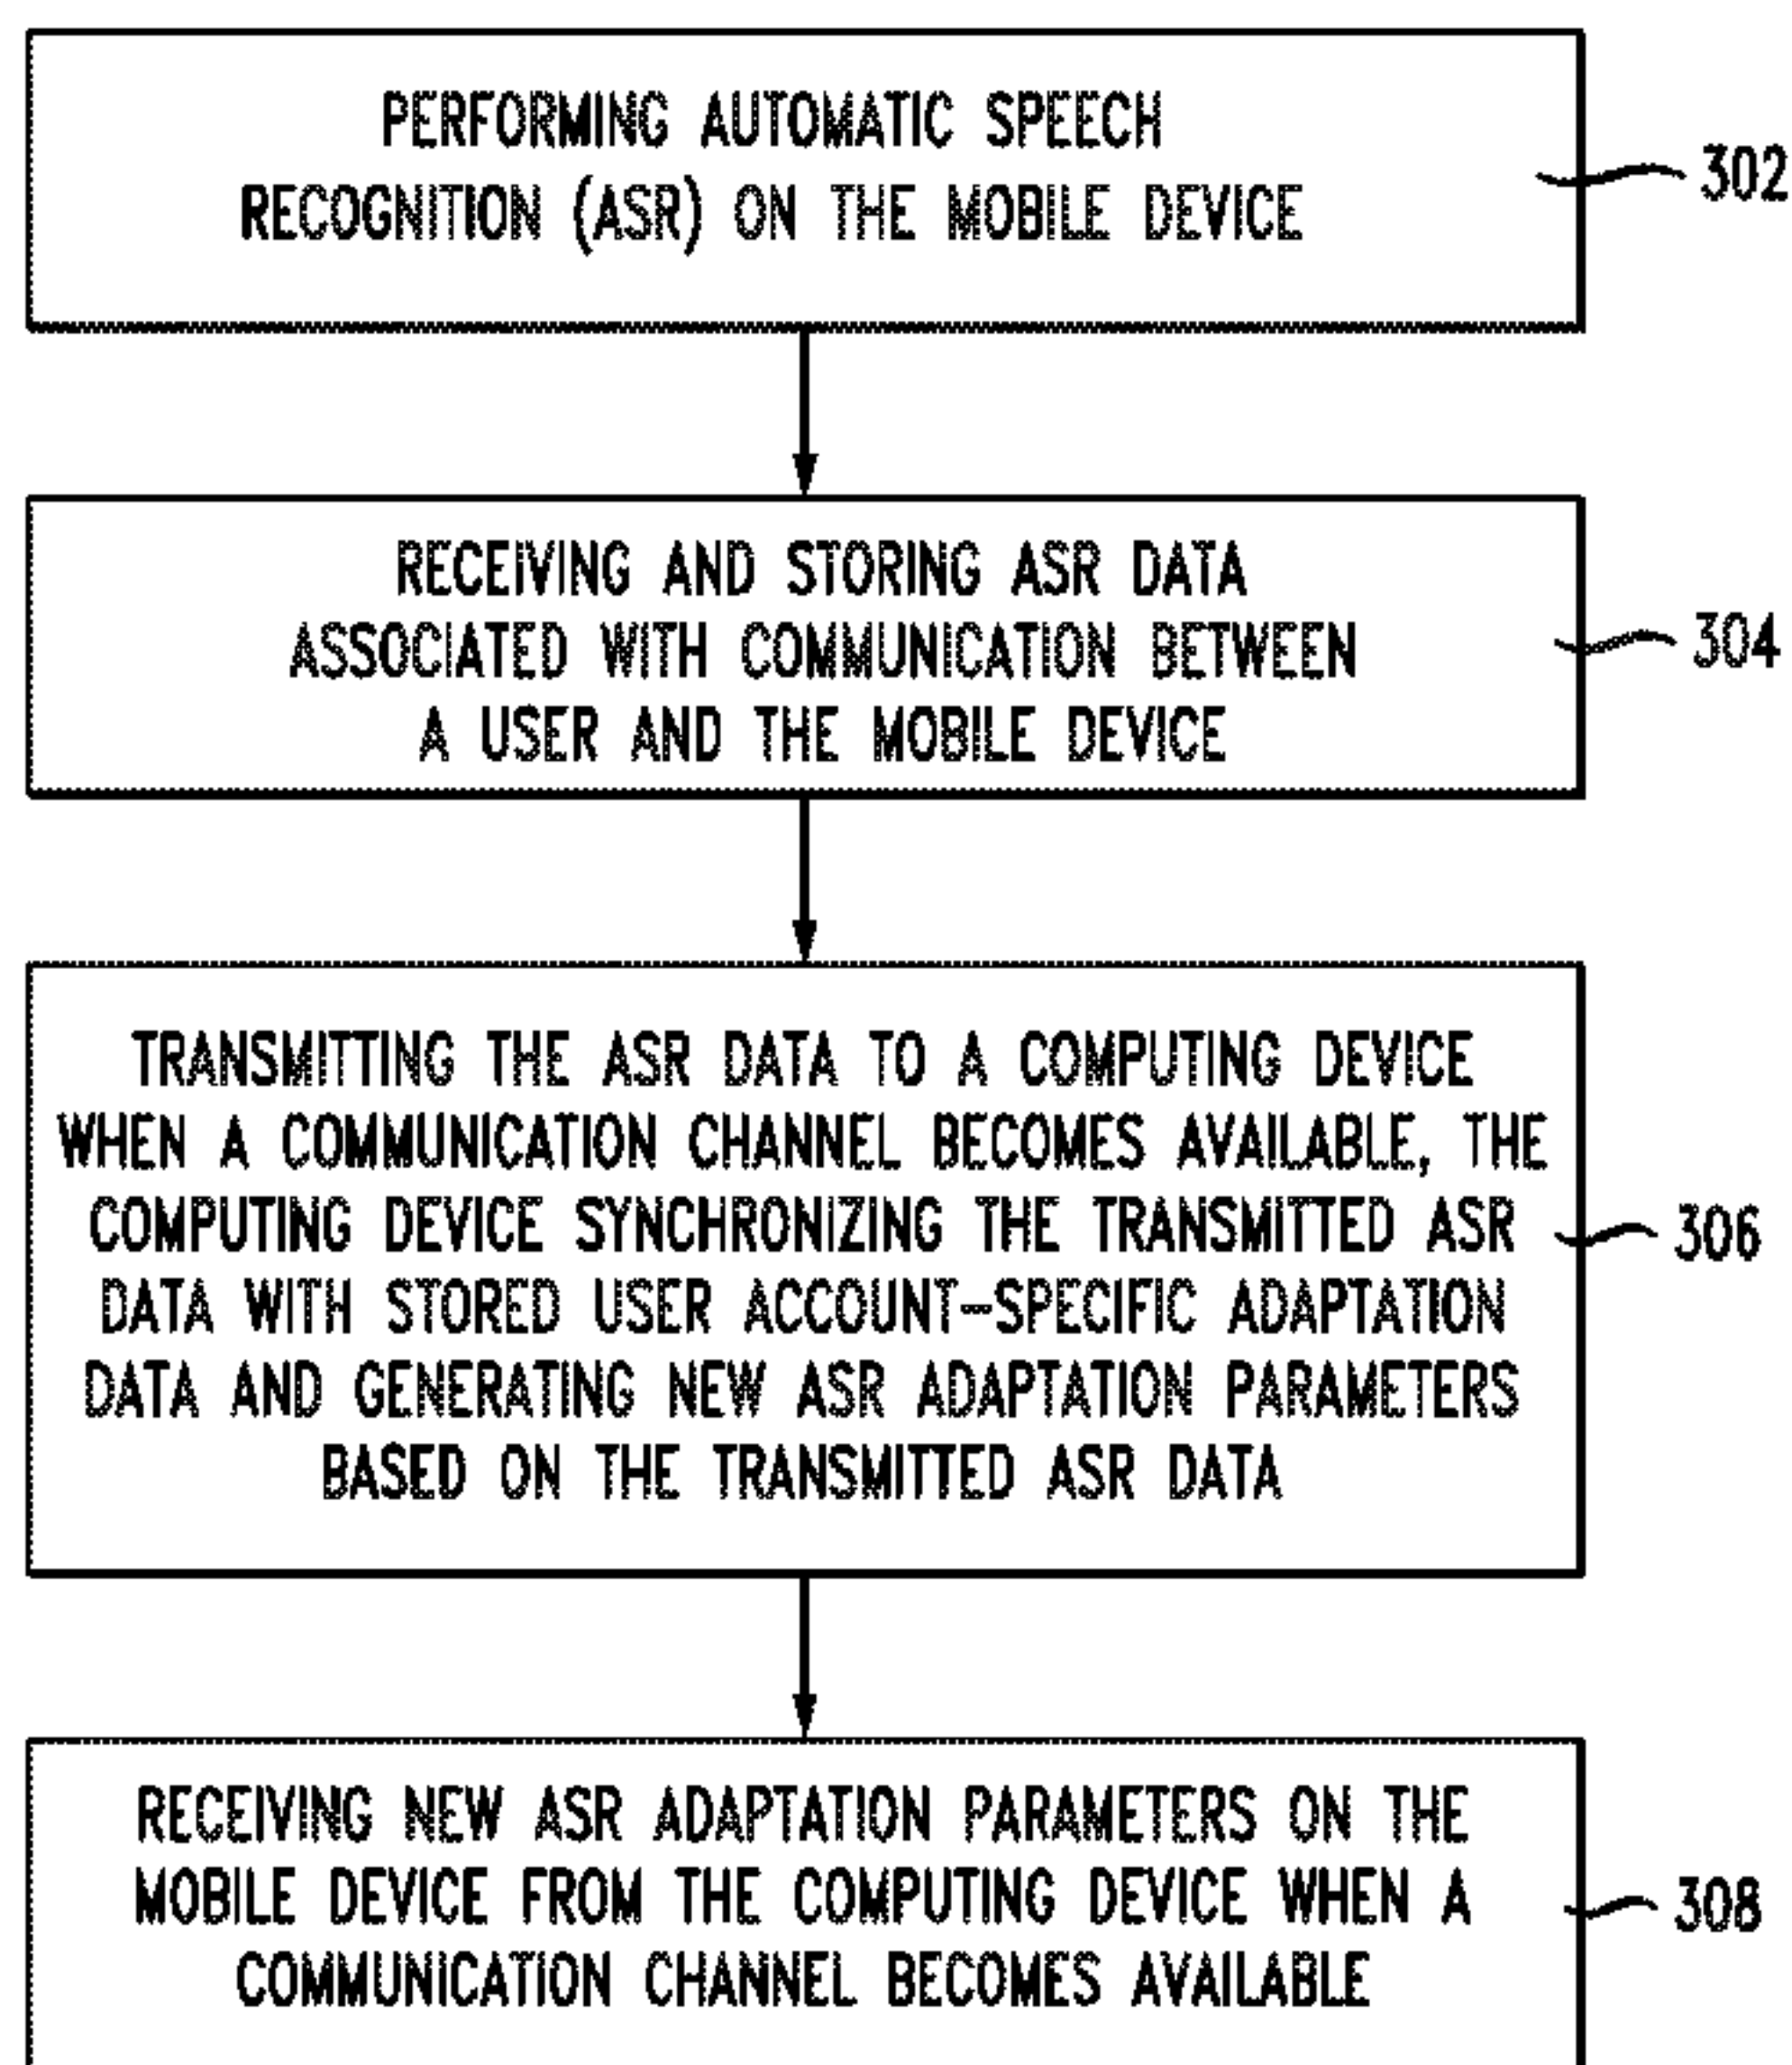 PERFORMING AUTOMATIC SPEECH
RECOGNITION (ASR) ON THE MOBILE DEVICE
302
RECEIVING AND STORING ASR DATA
ASSOCIATED WITH COMMUNICATION BETWEEN
A USER AND THE MOBILE DEVICE
304
TRANSMITTING THE ASR DATA TO A COMPUTING DEVICE
WHEN A COMMUNICATION CHANNEL BECOMES AVAILABLE, THE
COMPUTING DEVICE SYNCHRONIZING THE TRANSMITTED ASR
DATA WITH STORED USER ACCOUNT-SPECIFIC ADAPTATION
DATA AND GENERATING NEW ASR ADAPTATION PARAMETERS
BASED ON THE TRANSMITTED ASR DATA
306
RECEIVING NEW ASR ADAPTATION PARAMETERS ON THE
MOBILE DEVICE FROM THE COMPUTING DEVICE WHEN A
COMMUNICATION CHANNEL BECOMES AVAILABLE
308